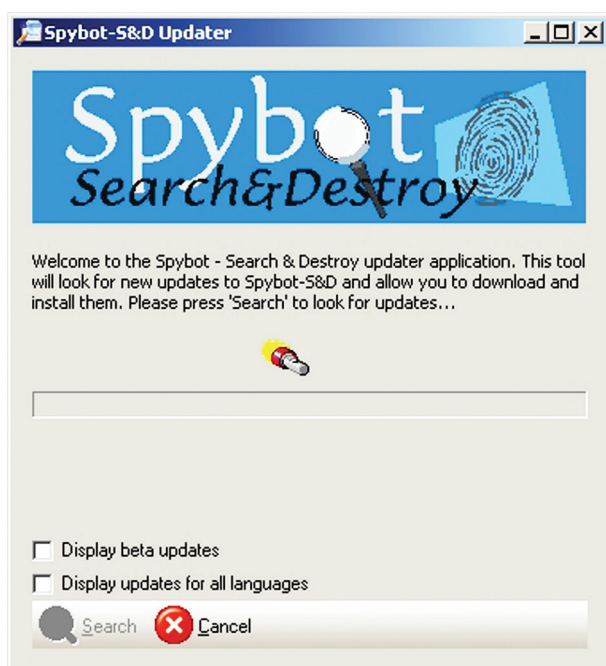 Spybot-S&D Updater
Spybot
Search&Destroy
Welcome to the Spybot - Search & Destroy updater application. This tool
will look for new updates to Spybot-S&D and allow you to download and
install them. Please press 'Search' to look for updates...
Display beta updates
Display updates for all languages
Search Cancel